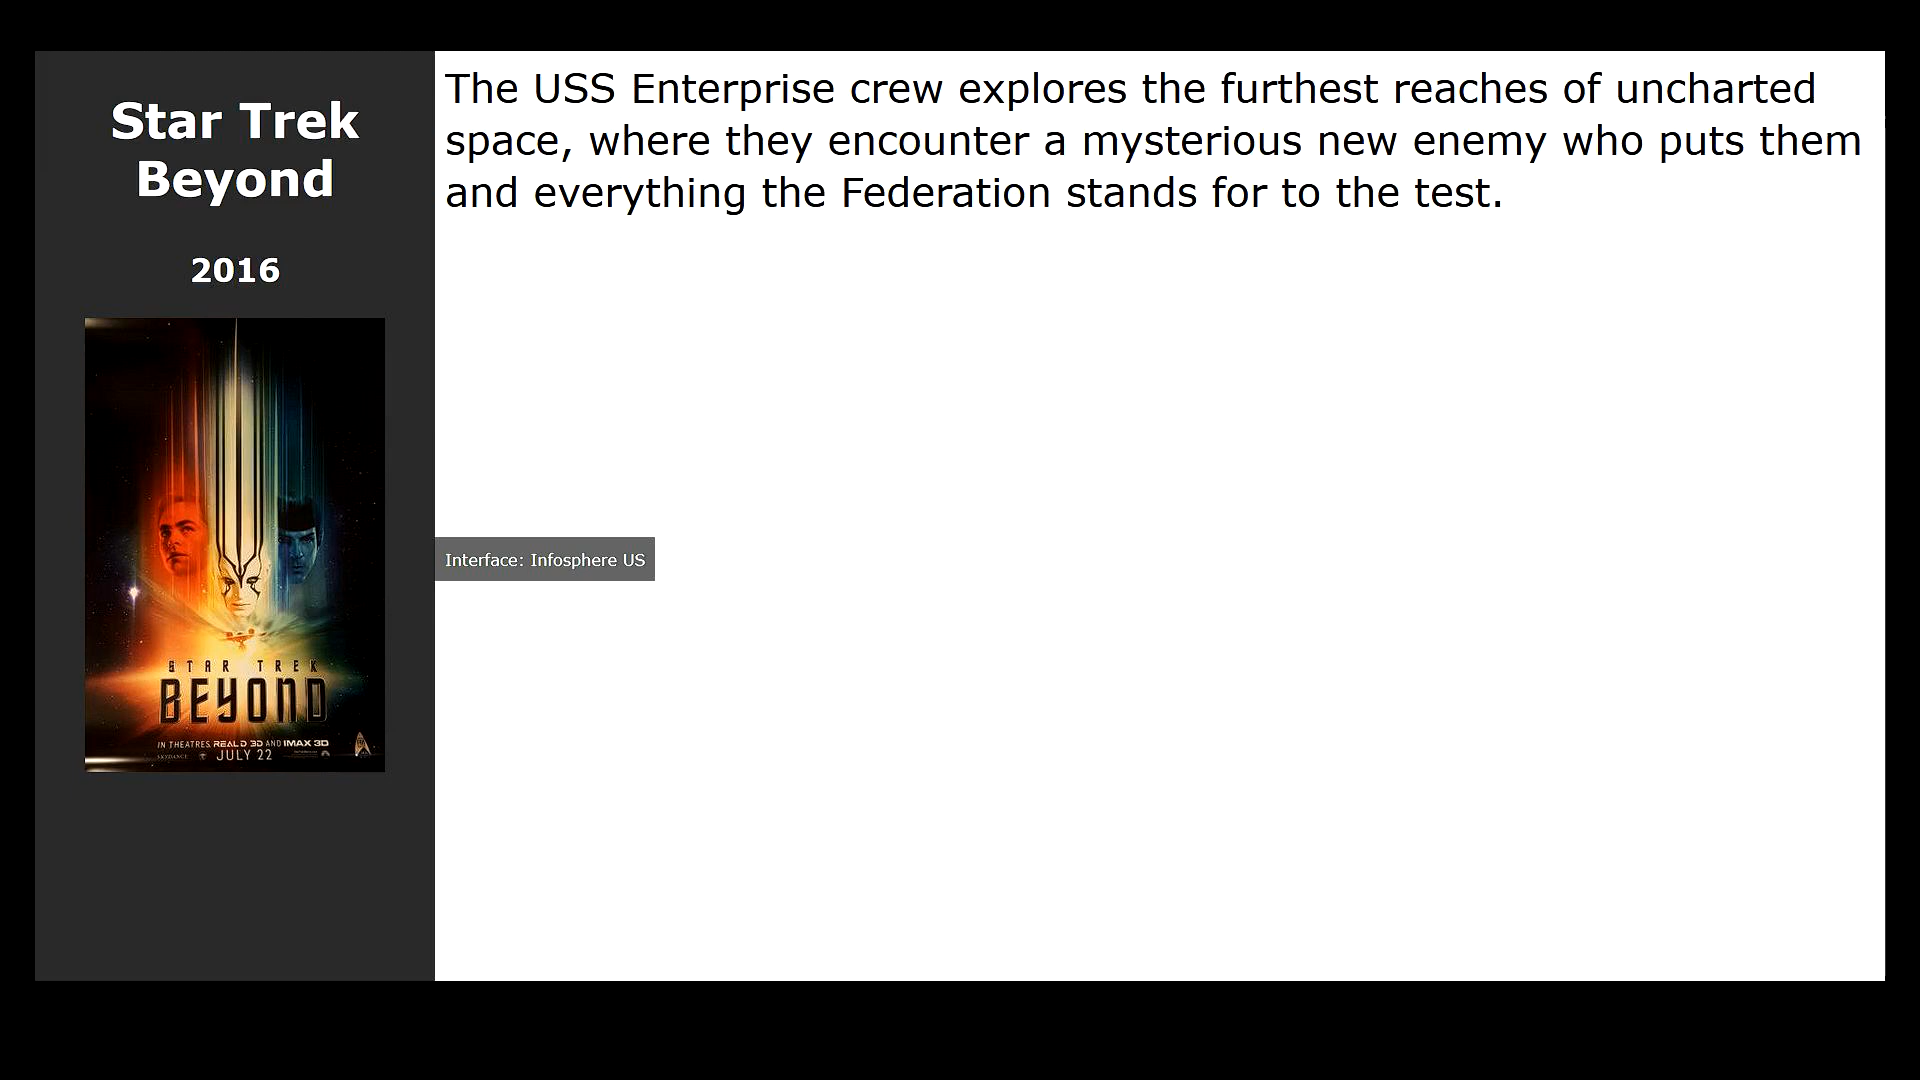 Star Trek
Beyond
2016
STAR TREK
BEYOND
IN THEATRES REAL D 3D AND IMAX 3D
SKYDANCE
JULY 22
The USS Enterprise crew explores the furthest reaches of uncharted
space, where they encounter a mysterious new enemy who puts them
and everything the Federation stands for to the test.
Interface: Infosphere US